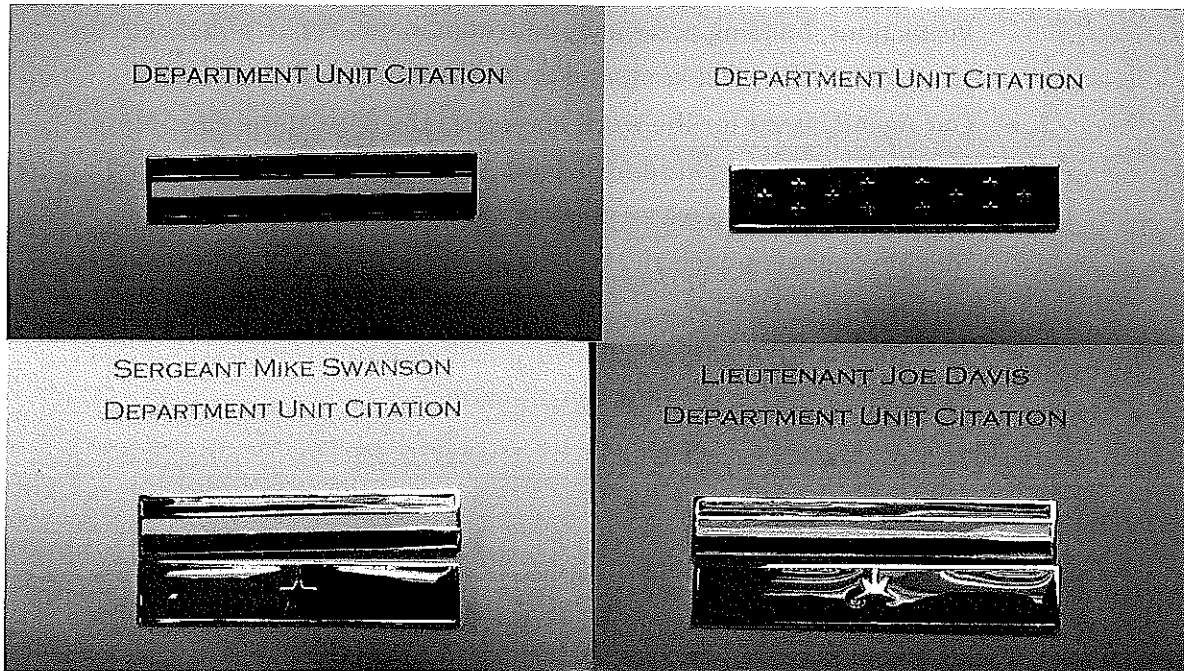 DEPARTMENT UNIT CITATION
DEPARTMENT UNIT CITATION
SERGEANT MIKE SWANSON
DEPARTMENT UNIT CITATION
LIEUTENANT JOE DAVIS
DEPARTMENT UNIT CITATION